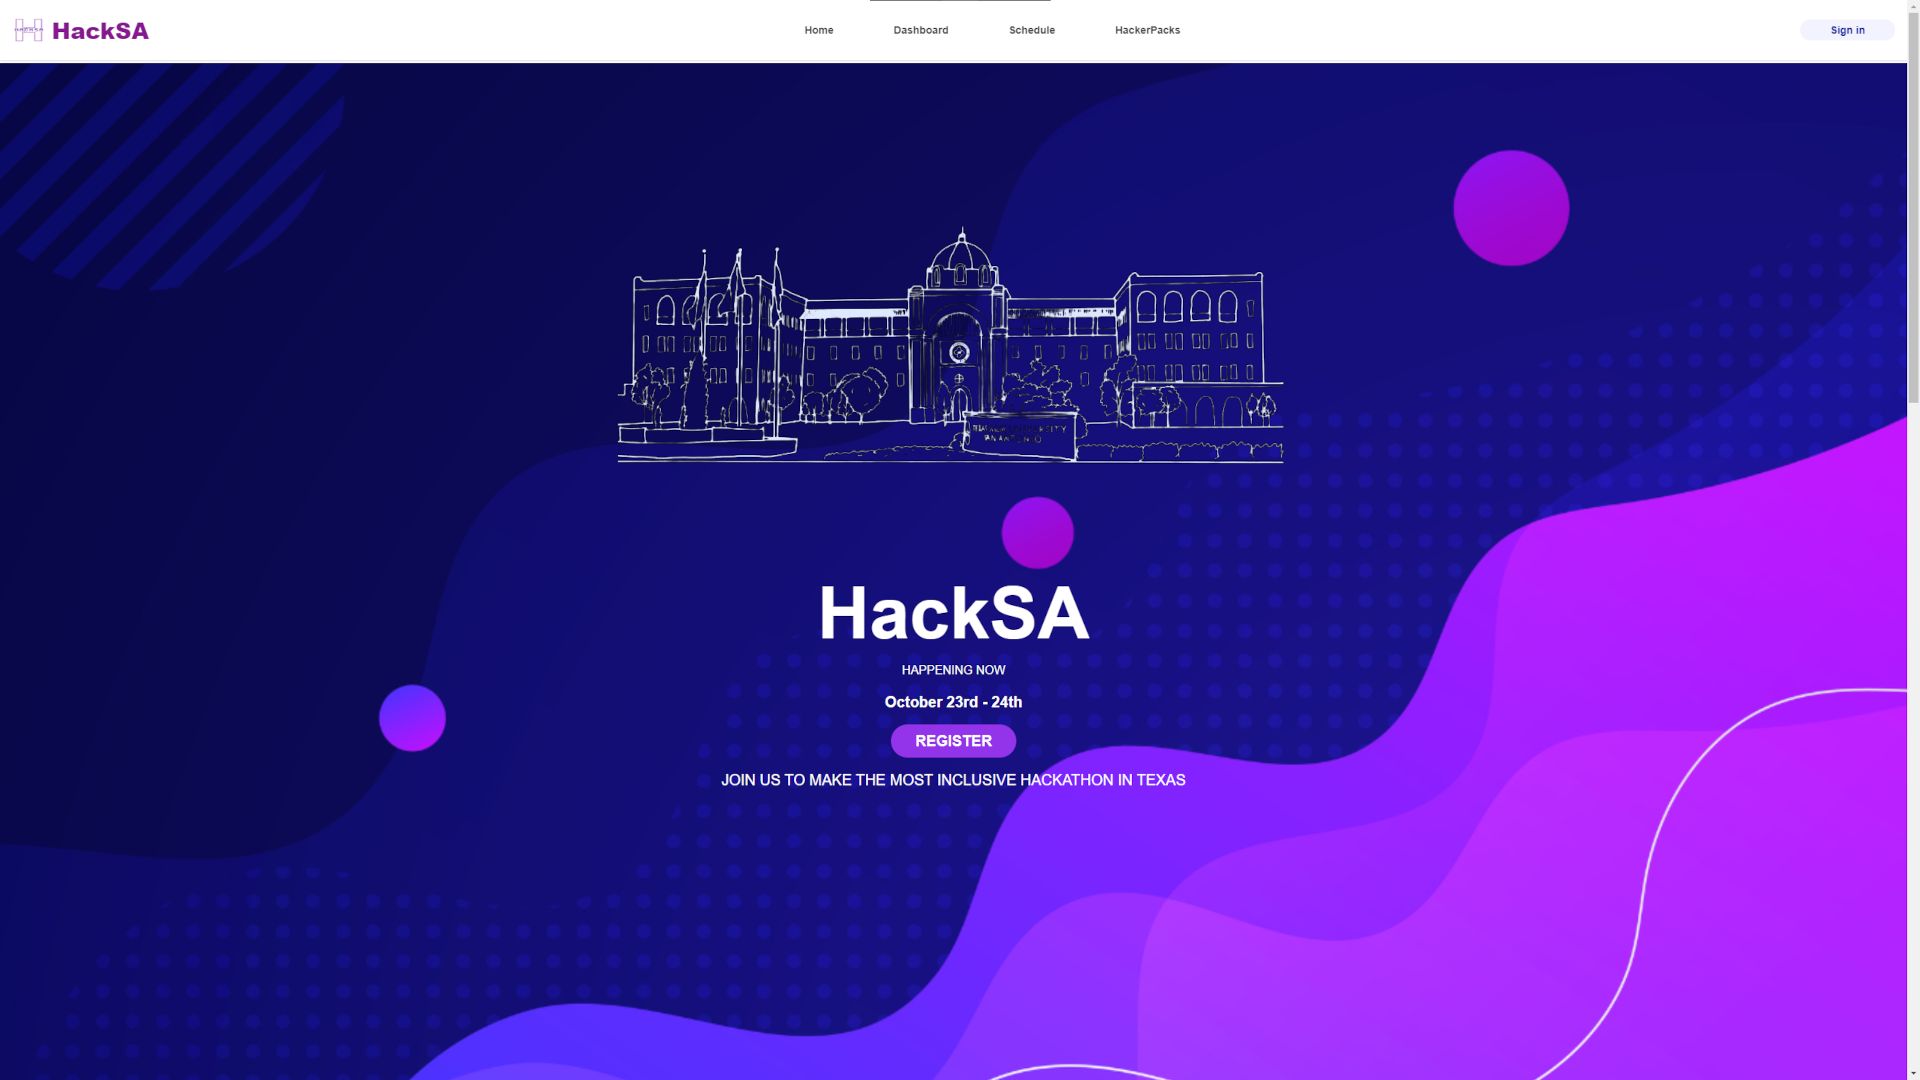 HackSA
Home
Dashboard
Schedule
HackerPacks
Sign in
HackSA
HAPPENING NOW
October 23rd - 24th
REGISTER
JOIN US TO MAKE THE MOST INCLUSIVE HACKATHON IN TEXAS